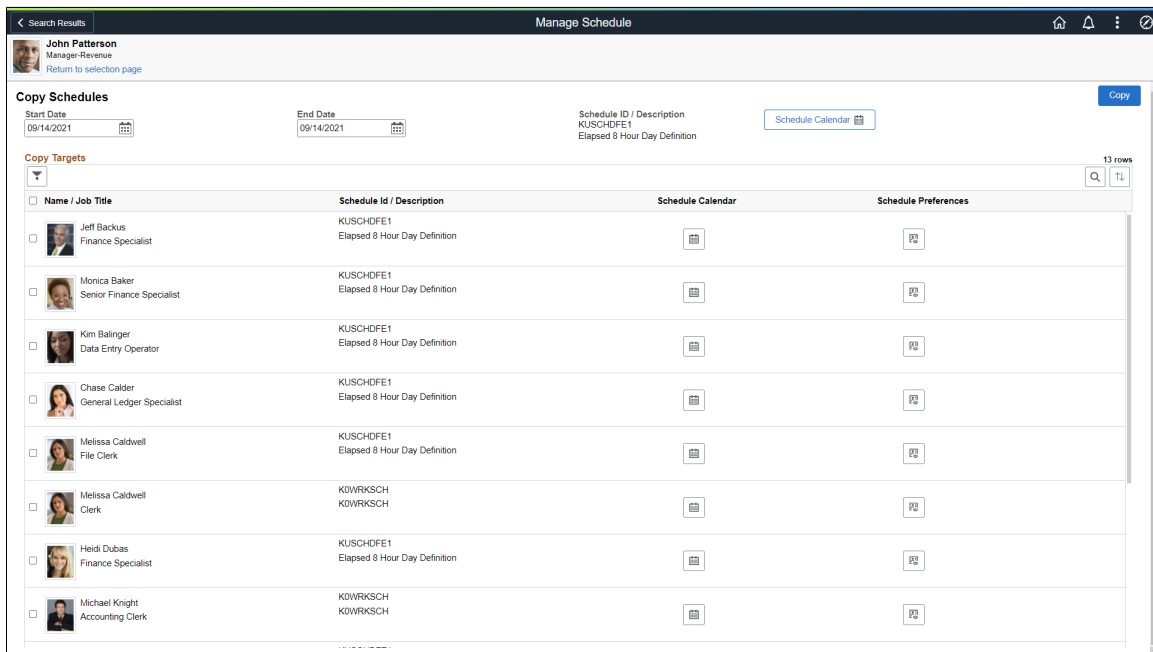 Search Results
Manage Schedule
John Patterson
Manager-Revenue
Return to selection page
Copy Schedules
Copy
Start Date
09/14/2021
End Date
09/14/2021
Schedule ID / Description
KUSCHDFE1
Elapsed 8 Hour Day Definition
Schedule Calendar
Copy Targets
13 rows
Name / Job Title
Schedule Id / Description
Schedule Calendar
Schedule Preferences
Jeff Backus
Finance Specialist
KUSCHDFE1
Elapsed 8 Hour Day Definition
Monica Baker
Senior Finance Specialist
KUSCHDFE1
Elapsed 8 Hour Day Definition
Kim Balinger
Data Entry Operator
KUSCHDFE1
Elapsed 8 Hour Day Definition
Chase Calder
General Ledger Specialist
KUSCHDFE1
Elapsed 8 Hour Day Definition
Melissa Caldwell
File Clerk
KUSCHDFE1
Elapsed 8 Hour Day Definition
Melissa Caldwell
Clerk
K0WRKSCH
K0WRKSCH
Heidi Dubas
Finance Specialist
KUSCHDFE1
Elapsed 8 Hour Day Definition
Michael Knight
Accounting Clerk
K0WRKSCH
K0WRKSCH